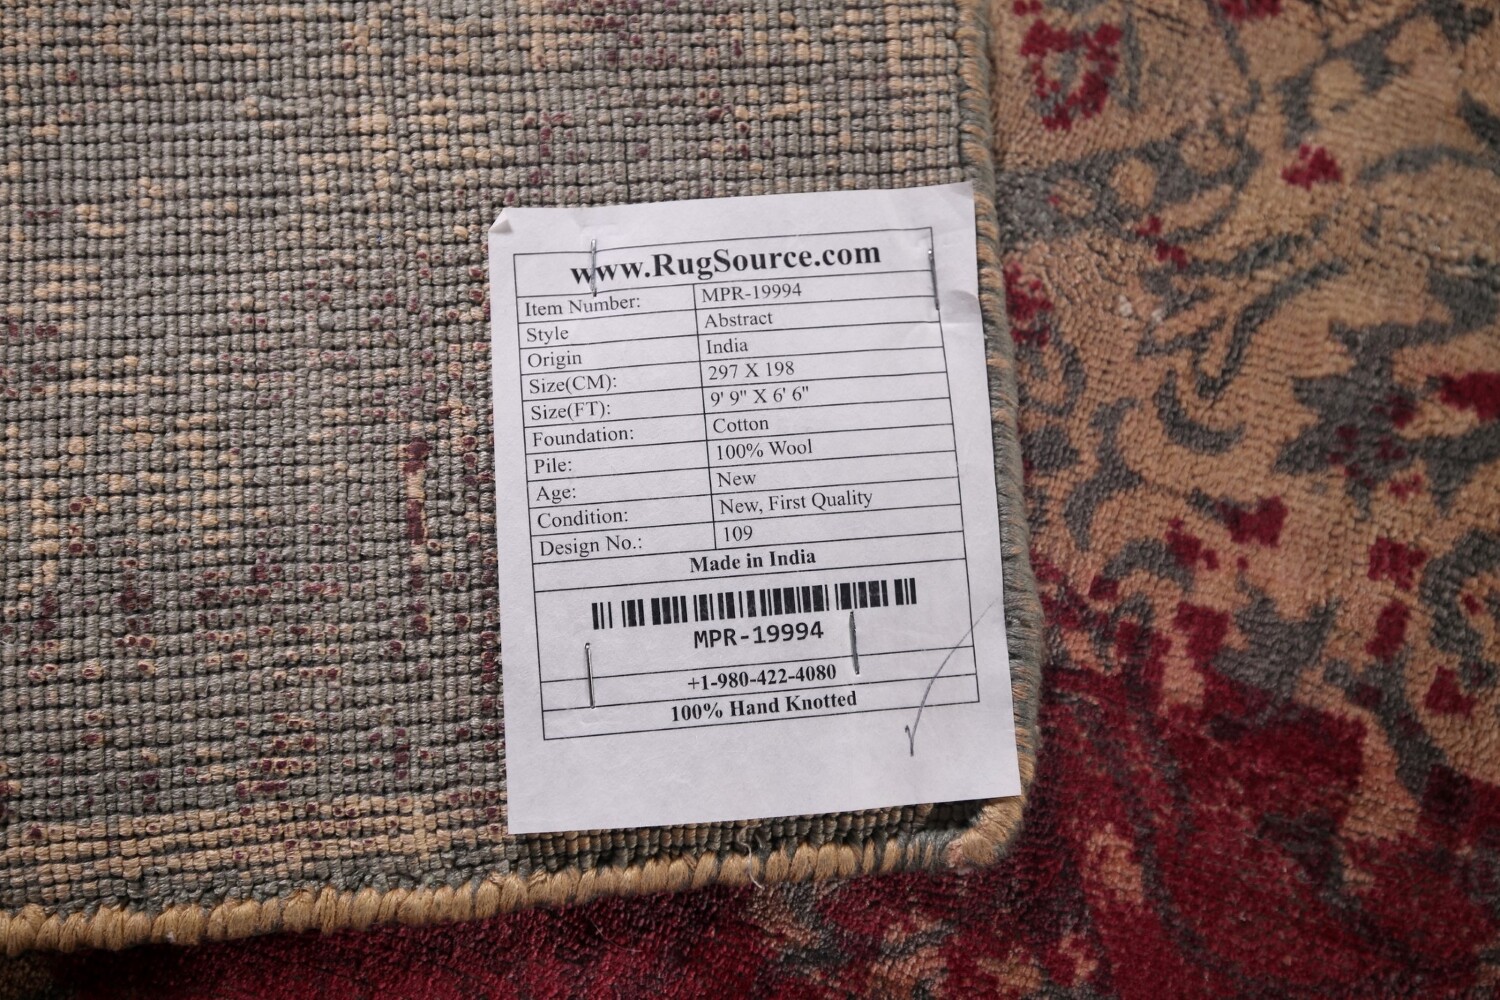 www.RugSource.com
Item Number: MPR-19994
Style Abstract
Origin India
Size(CM): 297 X 198
Size(FT): 9' 9" X 6' 6"
Foundation: Cotton
Pile: 100% Wool
Age: New
Condition: New, First Quality
Design No.: 109
Made in India
MPR-19994
+1-980-422-4080
100% Hand Knotted